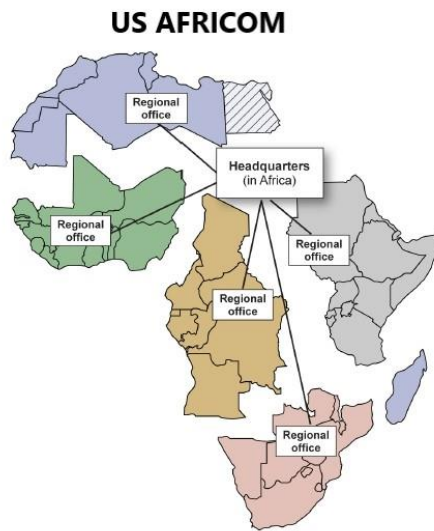 US AFRICOM
Regional
office
Headquarters
(in Africa)
Regional
office
Regional
office
Regional
office
Regional
office